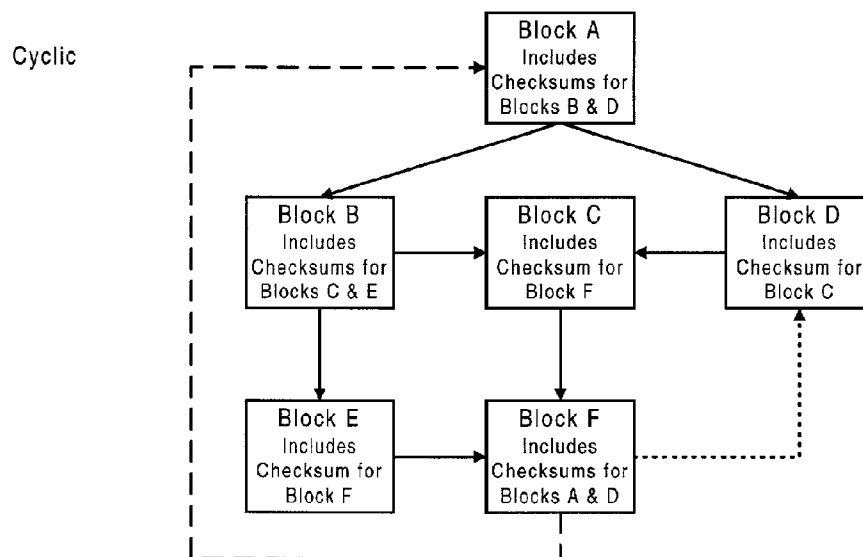 Cyclic
Block A
Includes
Checksums for
Blocks B & D
Block B
Includes
Checksums for
Blocks C & E
Block C
Includes
Checksum for
Block F
Block D
Includes
Checksum for
Block C
Block E
Includes
Checksum for
Block F
Block F
Includes
Checksums for
Blocks A & D